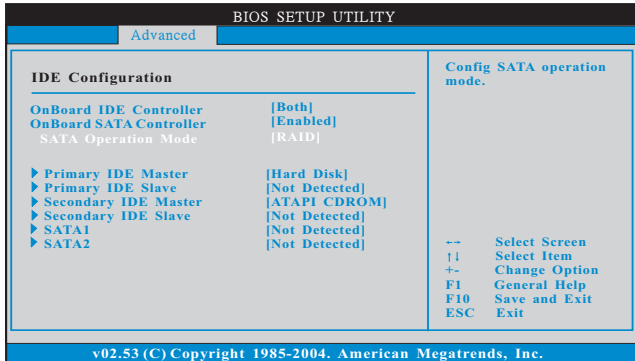 BIOS SETUP UTILITY
Advanced
IDE Configuration
OnBoard IDE Controller [Both]
OnBoard SATA Controller [Enabled]
SATA Operation Mode [RAID]
Primary IDE Master [Hard Disk]
Primary IDE Slave [Not Detected]
Secondary IDE Master [ATAPI CDROM]
Secondary IDE Slave [Not Detected]
SATA1 [Not Detected]
SATA2 [Not Detected]
Config SATA operation
mode.
←→ Select Screen
↑↓ Select Item
+- Change Option
F1 General Help
F10 Save and Exit
ESC Exit
v02.53 (C) Copyright 1985-2004. American Megatrends, Inc.